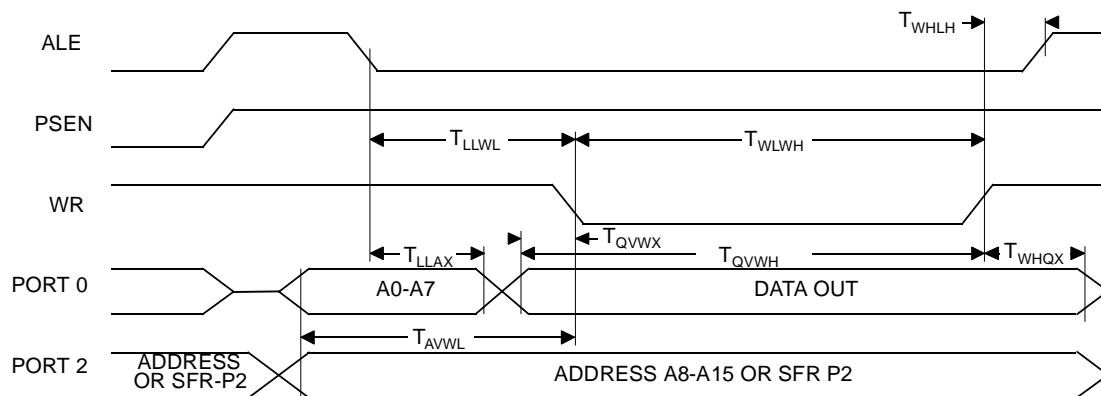 ALE
T_WHLH
PSEN
T_LLWL
T_WLWH
WR
T_QVWX
T_LLAX
T_QVWH
T_WHQX
PORT 0
A0-A7
DATA OUT
T_AVWL
PORT 2
ADDRESS
OR SFR-P2
ADDRESS A8-A15 OR SFR P2